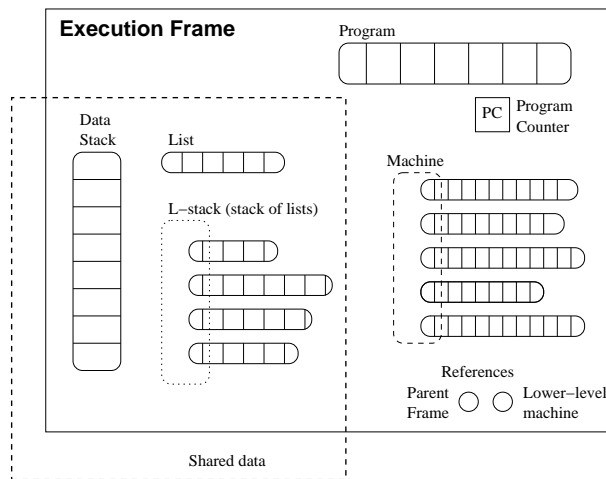 Execution Frame
Program
PC
Program
Counter
Data
Stack
List
Machine
L-stack (stack of lists)
References
Parent
Frame
Lower-level
machine
Shared data